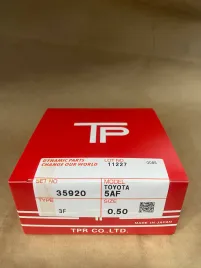 TP
DYNAMIC PARTS
CHANGE OUR WORLD
LOT NO
11227
SET NO
35920
MODEL
TOYOTA
5AF
TYPE
3F
SIZE
0.50
MADE IN JAPAN
TPR CO.,LTD.